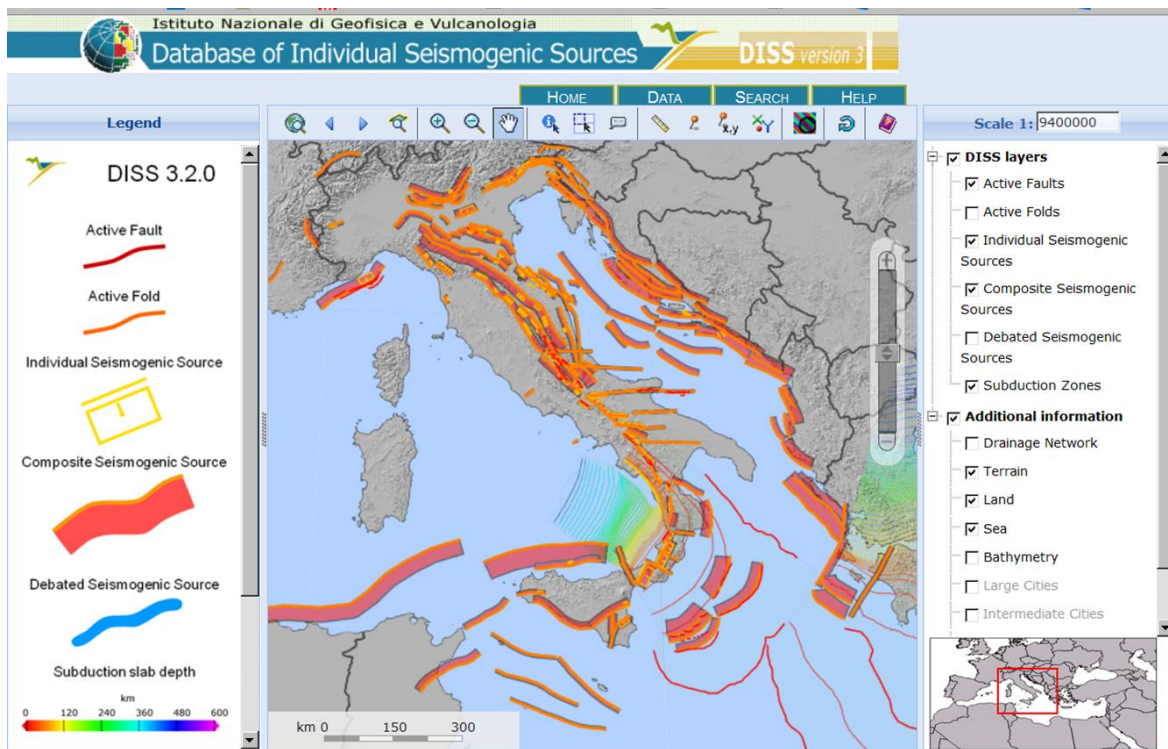 Istituto Nazionale di Geofisica e Vulcanologia
Database of Individual Seismogenic Sources
DISS version 3
HOME
DATA
SEARCH
HELP
Legend
Scale 1: 9400000
DISS 3.2.0
Active Fault
Active Fold
Individual Seismogenic Source
Composite Seismogenic Source
Debated Seismogenic Source
Subduction slab depth
km
0 120 240 360 480 600
x,y
XY
km 0 150 300
DISS layers
Active Faults
Active Folds
Individual Seismogenic
Sources
Composite Seismogenic
Sources
Debated Seismogenic
Sources
Subduction Zones
Additional information
Drainage Network
Terrain
Land
Sea
Bathymetry
Large Cities
Intermediate Cities